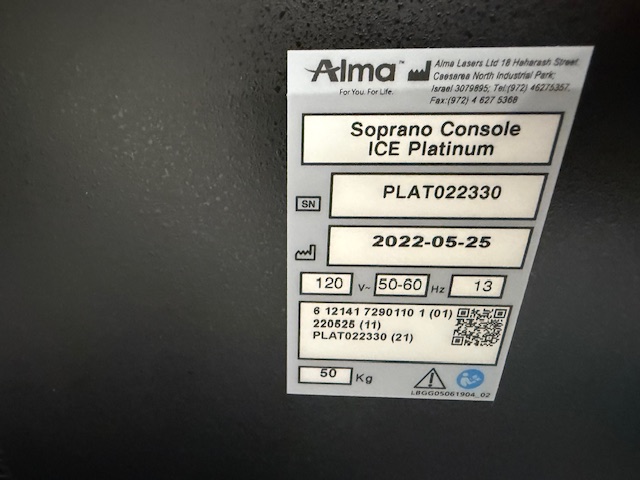 Alma™
For You. For Life.
Alma Lasers Ltd 18 Haharash Street.
Caesarea North Industrial Park;
Israel 3079895; Tel:(972) 46275357.
Fax:(972) 4 627 5368
Soprano Console
ICE Platinum
SN PLAT022330
2022-05-25
120 V~ 50-60 Hz 13
6 12141 7290110 1 (01)
220525 (11)
PLAT022330 (21)
50 Kg
LBGG05061904_02